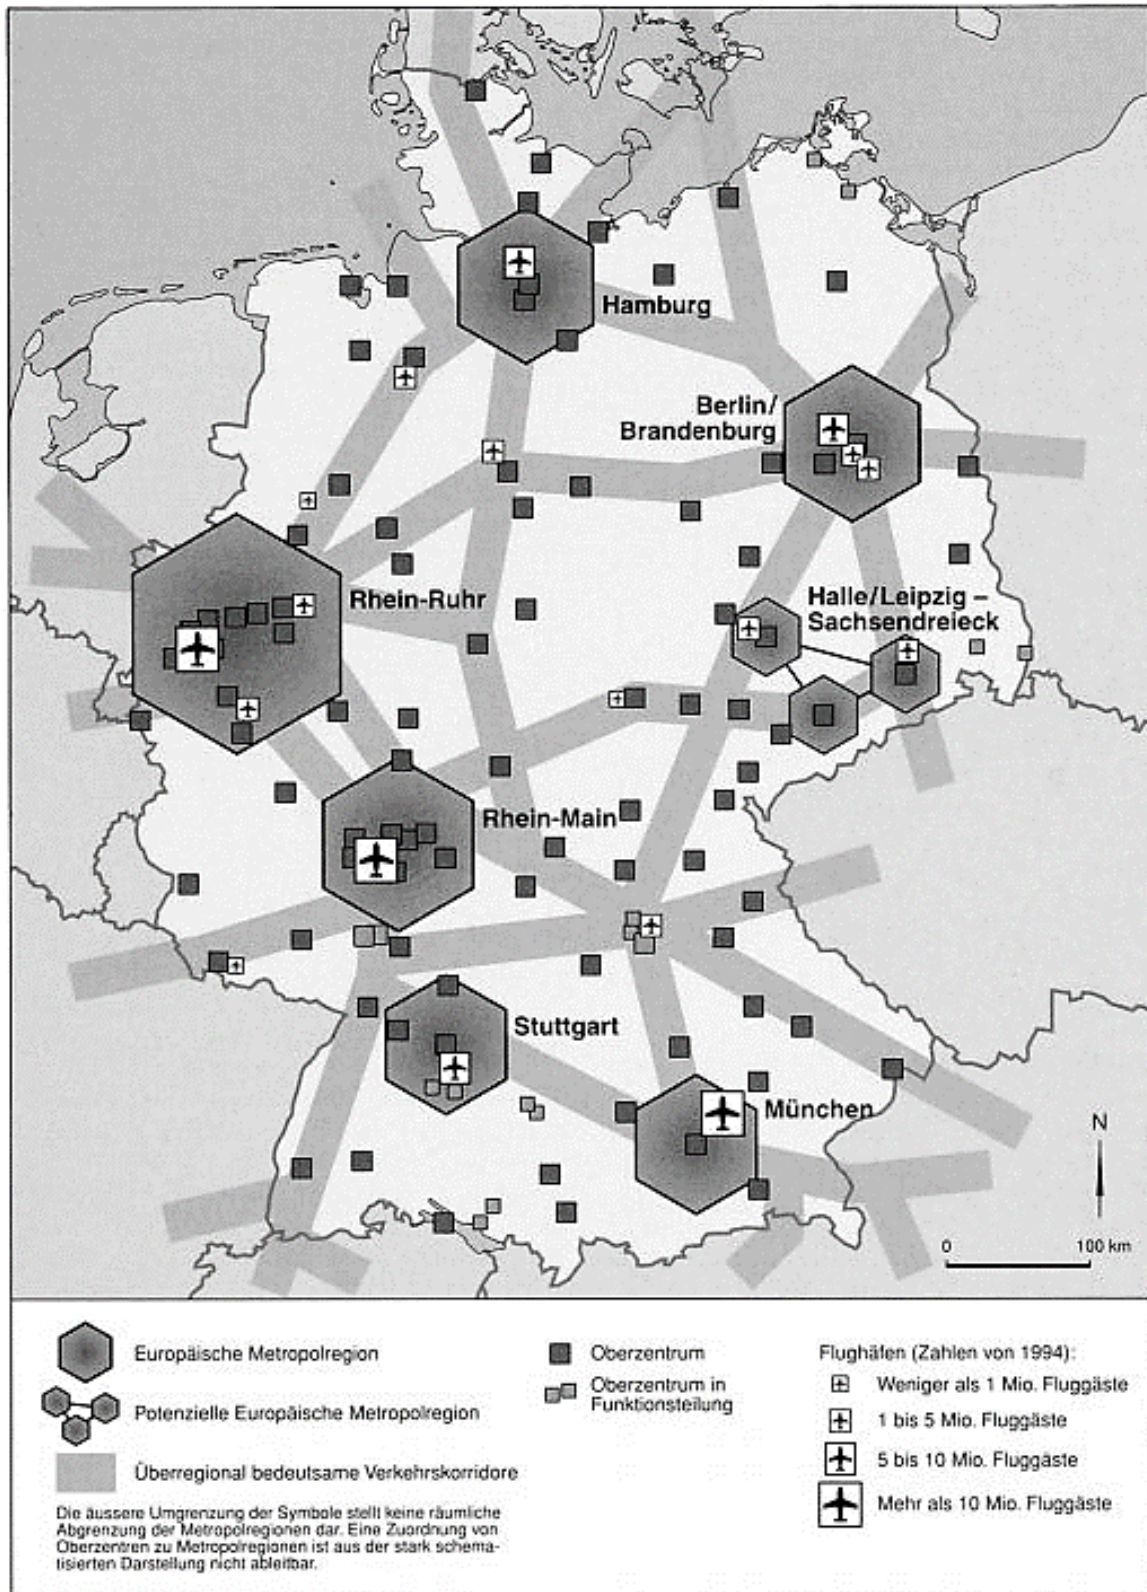 Hamburg
Berlin/
Brandenburg
Rhein-Ruhr
Halle/Leipzig –
Sachsendreieck
Rhein-Main
Stuttgart
München
N
0 100 km
Europäische Metropolregion
Potenzielle Europäische Metropolregion
Überregional bedeutsame Verkehrskorridore
Die äussere Umgrenzung der Symbole stellt keine räumliche
Abgrenzung der Metropolregionen dar. Eine Zuordnung von
Oberzentren zu Metropolregionen ist aus der stark schema-
tisierten Darstellung nicht ableitbar.
Oberzentrum
Oberzentrum in
Funktionsteilung
Flughäfen (Zahlen von 1994):
Weniger als 1 Mio. Fluggäste
1 bis 5 Mio. Fluggäste
5 bis 10 Mio. Fluggäste
Mehr als 10 Mio. Fluggäste